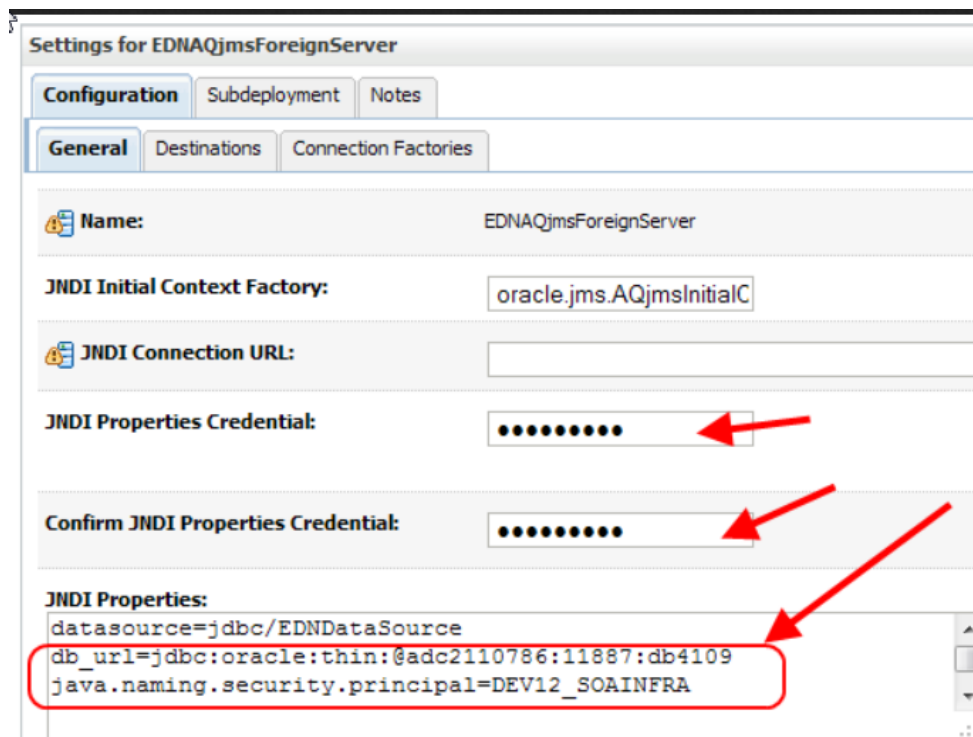 Settings for EDNAQjmsForeignServer
Configuration Subdeployment Notes
General Destinations Connection Factories
Name: EDNAQjmsForeignServer
JNDI Initial Context Factory: oracle.jms.AQjmsInitialC
JNDI Connection URL:
JNDI Properties Credential: •••••••••
Confirm JNDI Properties Credential: •••••••••
JNDI Properties:
datasource=jdbc/EDNDataSource
db_url=jdbc:oracle:thin:@adc2110786:11887:db4109
java.naming.security.principal=DEV12_SOAINFRA